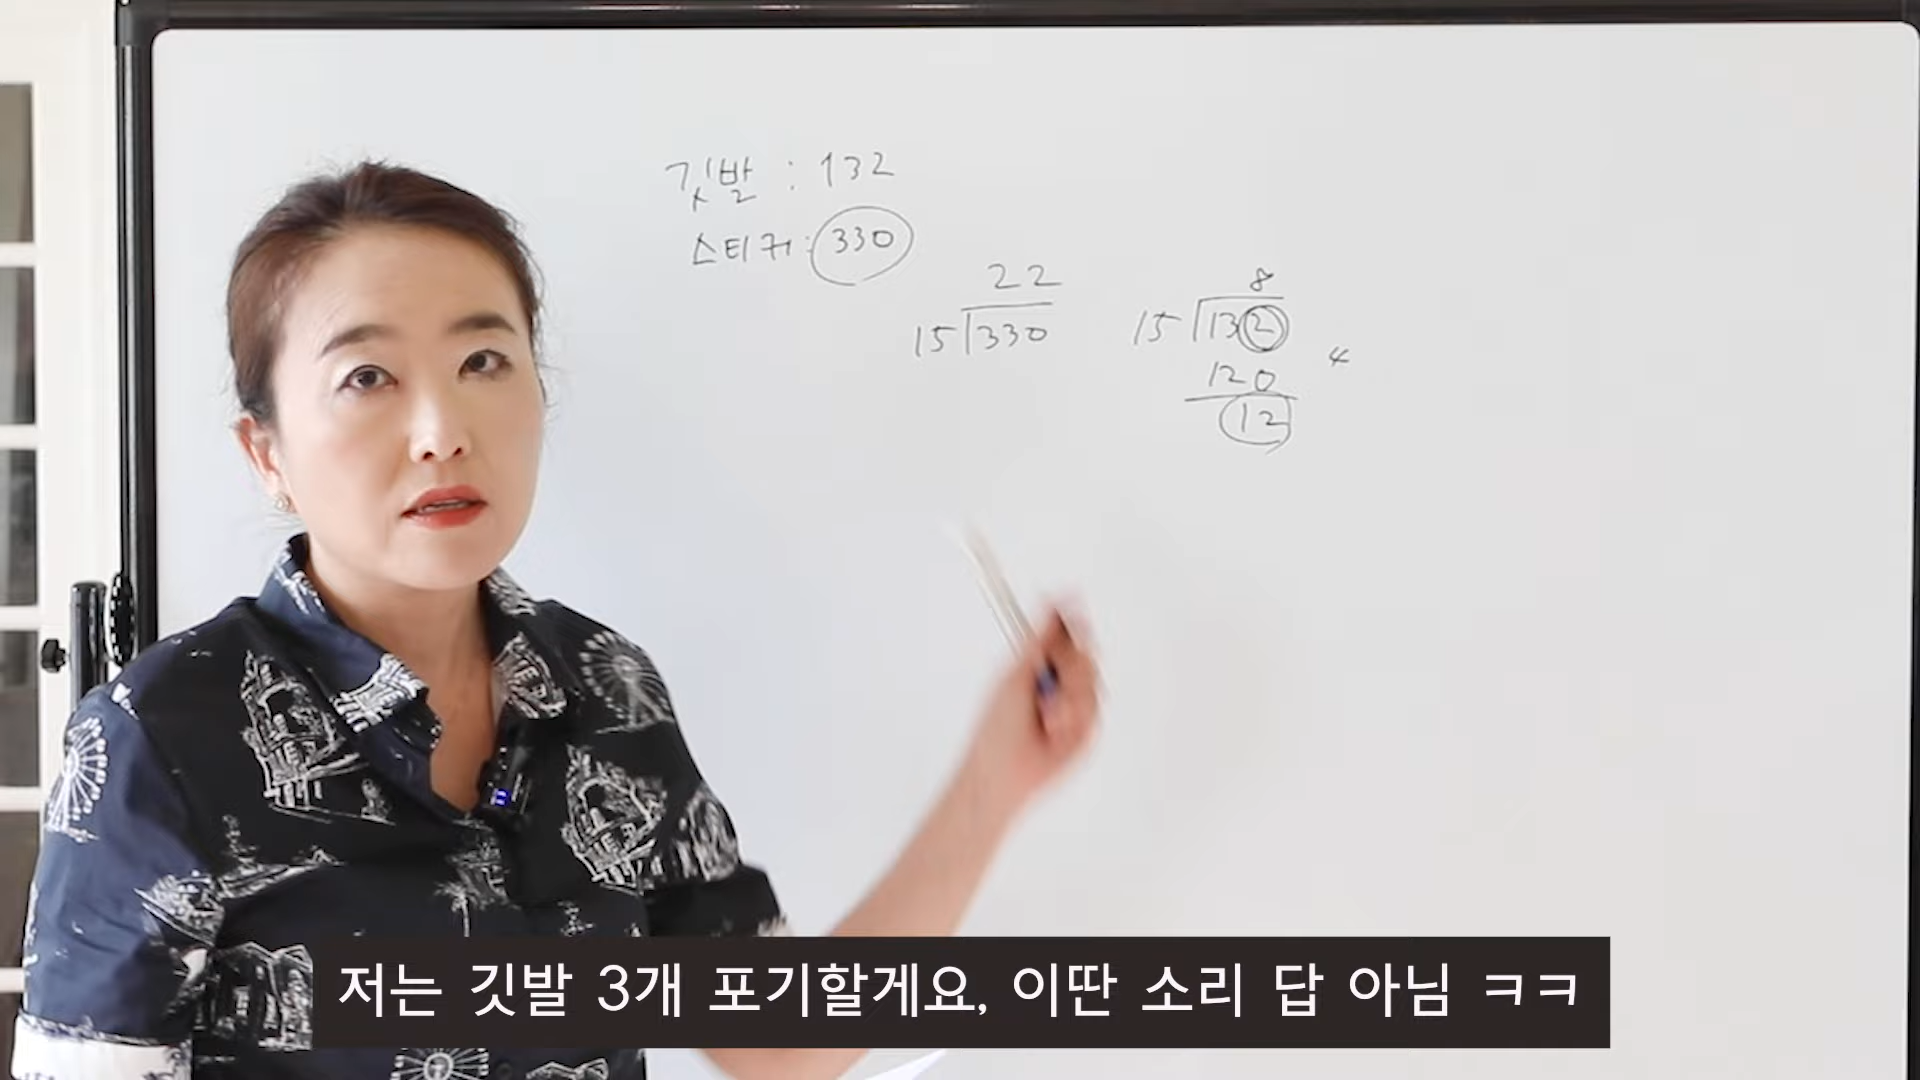 깃발 : 132
스티커 : 330
22
15 330
8
15 132
120
12
4
저는 깃발 3개 포기할게요, 이딴 소리 답 아님 ㅋㅋ